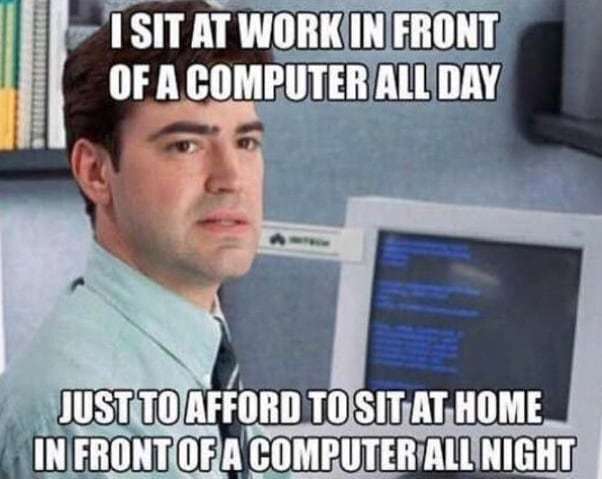 I SIT AT WORK IN FRONT
OF A COMPUTER ALL DAY
INITECH
JUST TO AFFORD TO SIT AT HOME
IN FRONT OF A COMPUTER ALL NIGHT